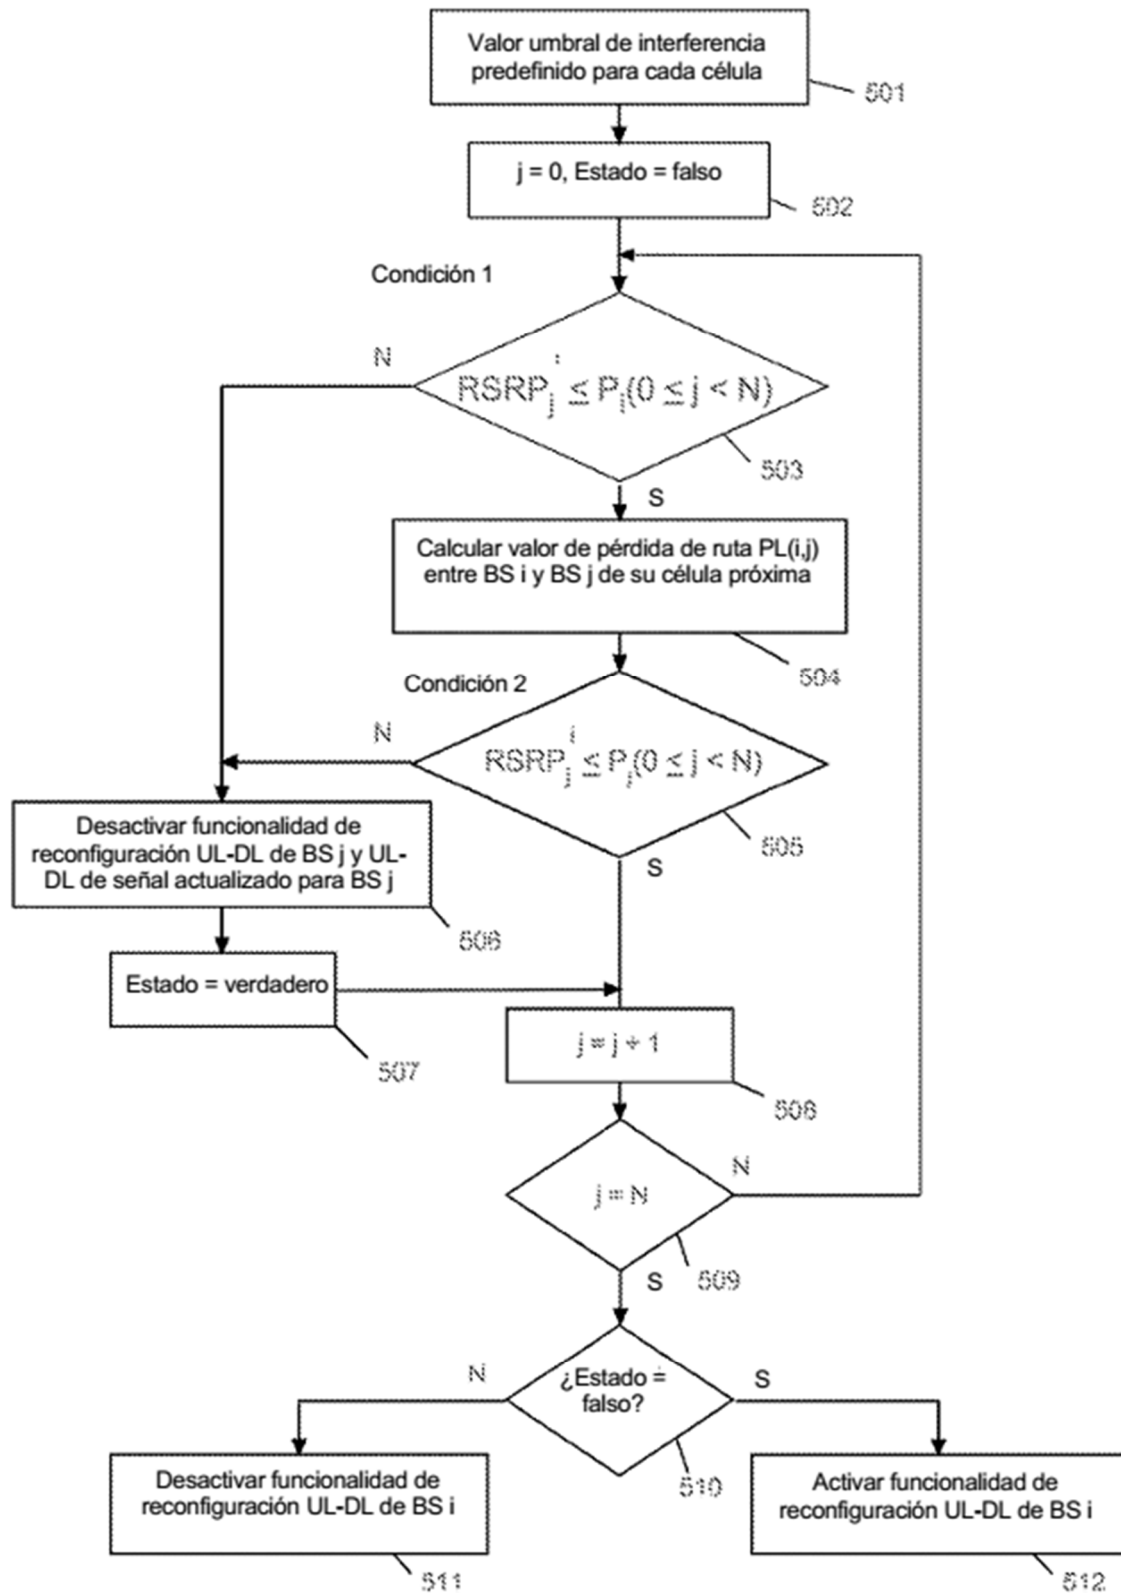 Valor umbral de interferencia
predefinido para cada célula
501
j = 0, Estado = falso
502
Condición 1
N
RSRP_j^i ≤ P_i(0 ≤ j < N)
503
S
Calcular valor de pérdida de ruta PL(i,j)
entre BS i y BS j de su célula próxima
504
Condición 2
N
RSRP_j^i ≤ P_j(0 ≤ j < N)
505
S
Desactivar funcionalidad de
reconfiguración UL-DL de BS j y UL-
DL de señal actualizado para BS j
506
Estado = verdadero
507
j = j + 1
508
N
j = N
509
S
N
¿Estado =
falso?
S
510
Desactivar funcionalidad de
reconfiguración UL-DL de BS i
511
Activar funcionalidad de
reconfiguración UL-DL de BS i
512